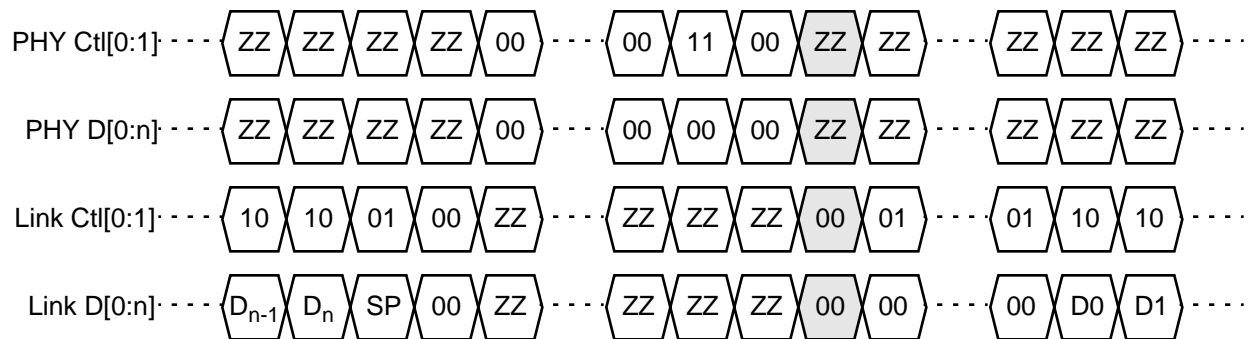 PHY Ctl[0:1] ZZ ZZ ZZ ZZ 00 00 11 00 ZZ ZZ ZZ ZZ ZZ
PHY D[0:n] ZZ ZZ ZZ ZZ 00 00 00 00 ZZ ZZ ZZ ZZ ZZ
Link Ctl[0:1] 10 10 01 00 ZZ ZZ ZZ ZZ 00 01 01 10 10
Link D[0:n] Dn-1 Dn SP 00 ZZ ZZ ZZ ZZ 00 00 00 D0 D1